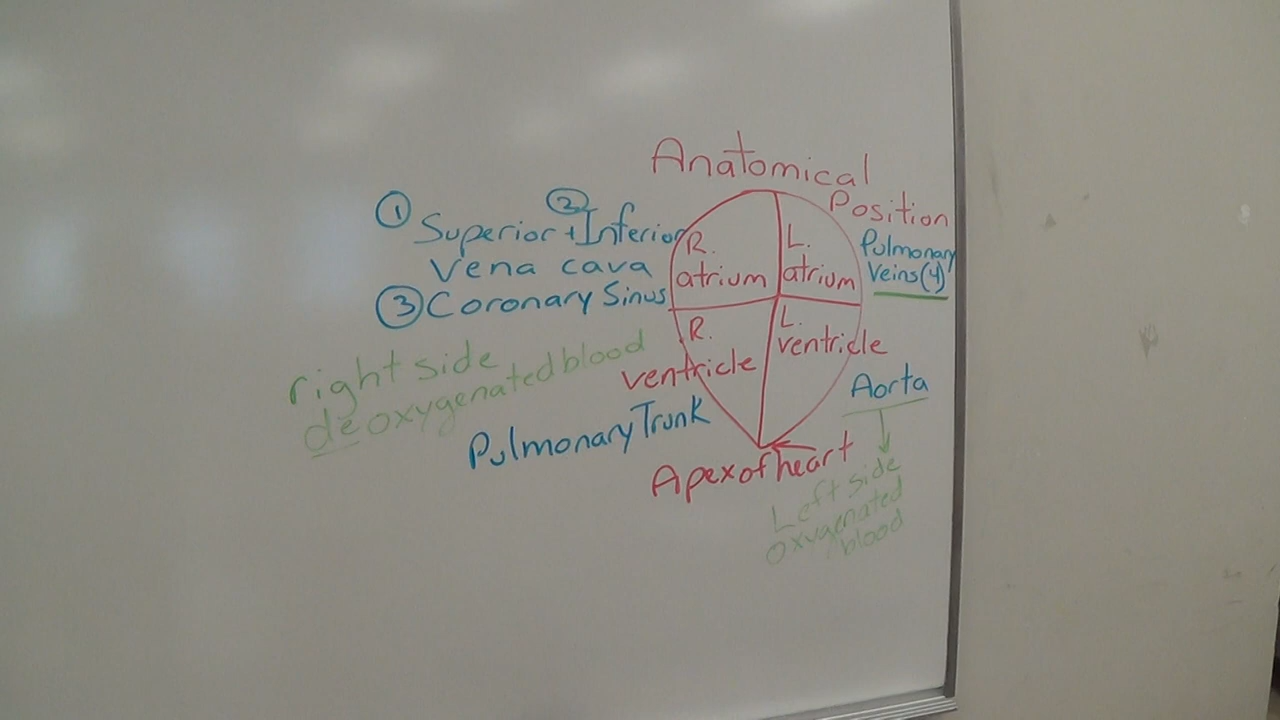 Anatomical
Position
① ②
Superior + Inferior
Vena cava
③ Coronary Sinus
R.
atrium
L.
atrium
Pulmonary
Veins (4)
R.
ventricle
L.
ventricle
right side
deoxygenated blood
Pulmonary Trunk
Aorta
Apex of heart
Left side
oxygenated
blood